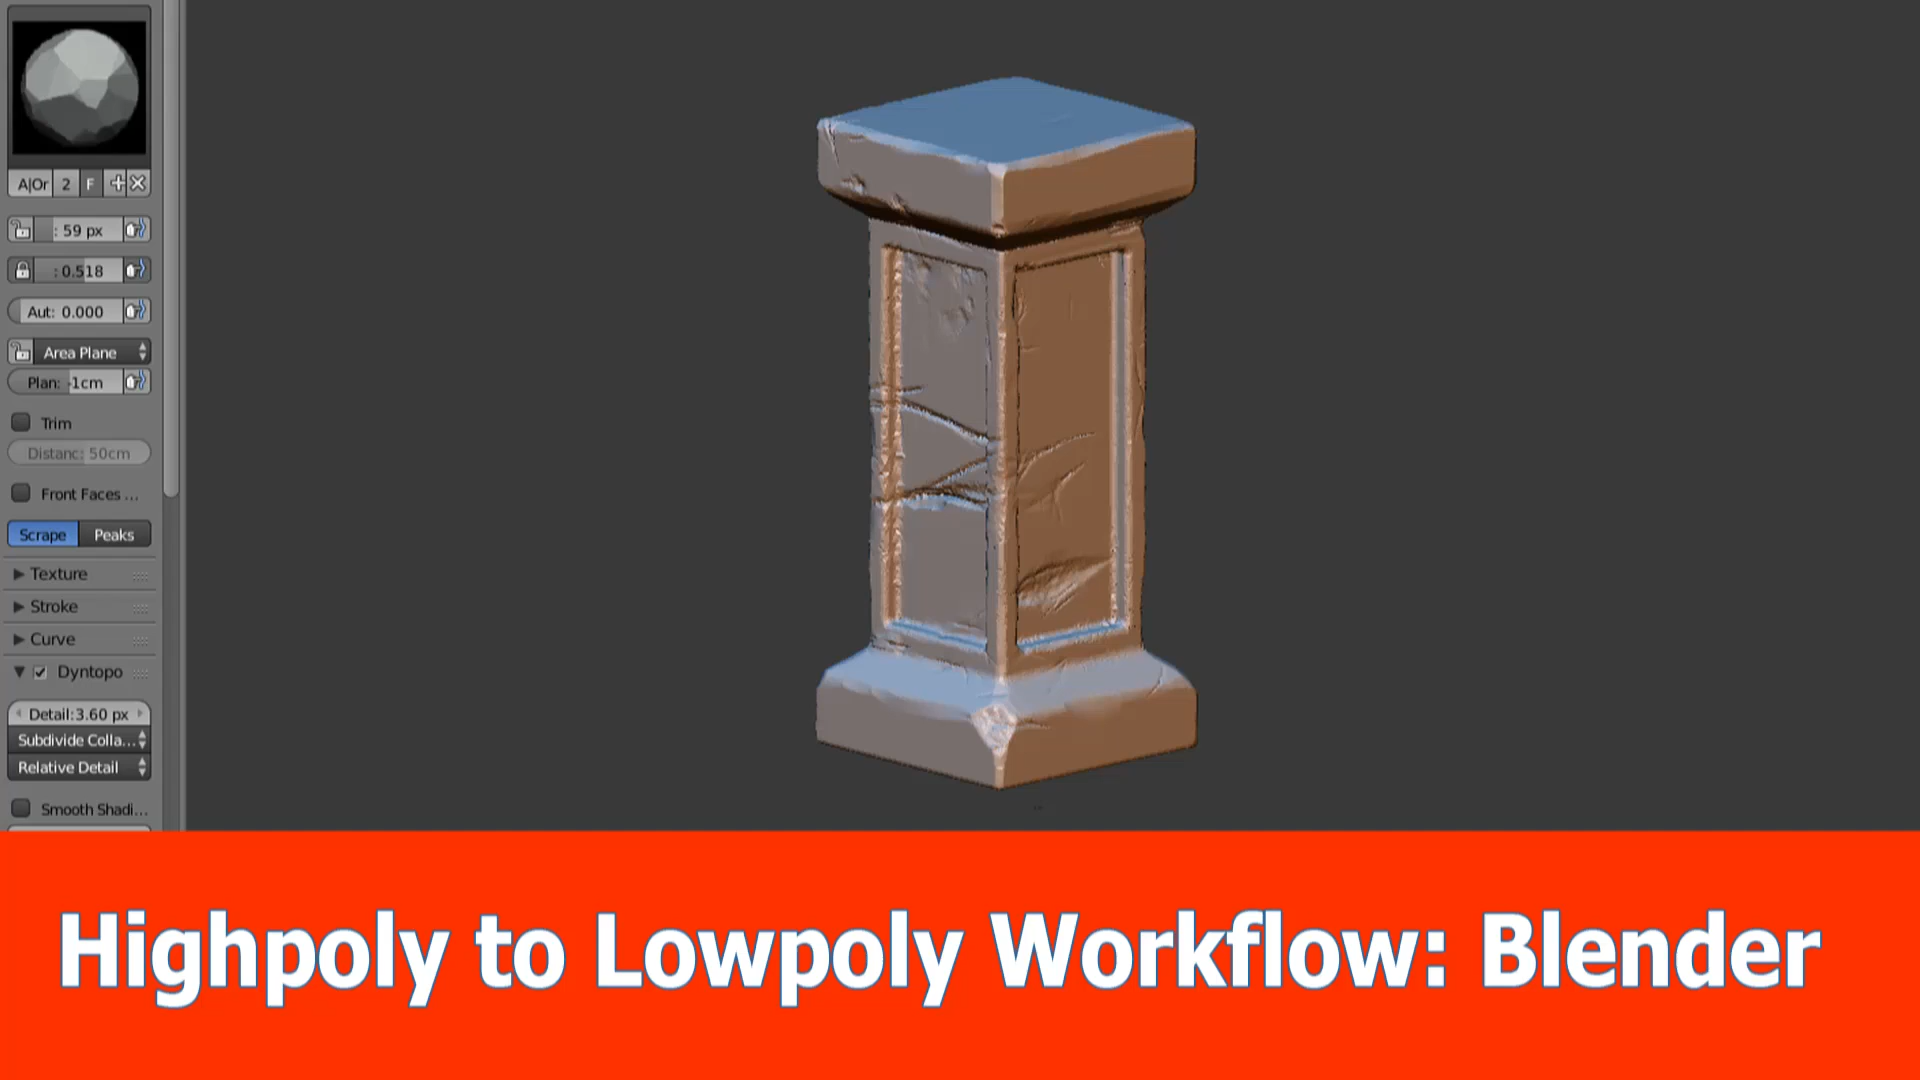 A|Or 2 F
: 59 px
: 0.518
Aut: 0.000
Area Plane
Plan: -1cm
Trim
Distanc: 50cm
Front Faces ...
Scrape Peaks
Texture
Stroke
Curve
Dyntopo
Detail:3.60 px
Subdivide Colla...
Relative Detail
Smooth Shadi...
Highpoly to Lowpoly Workflow: Blender